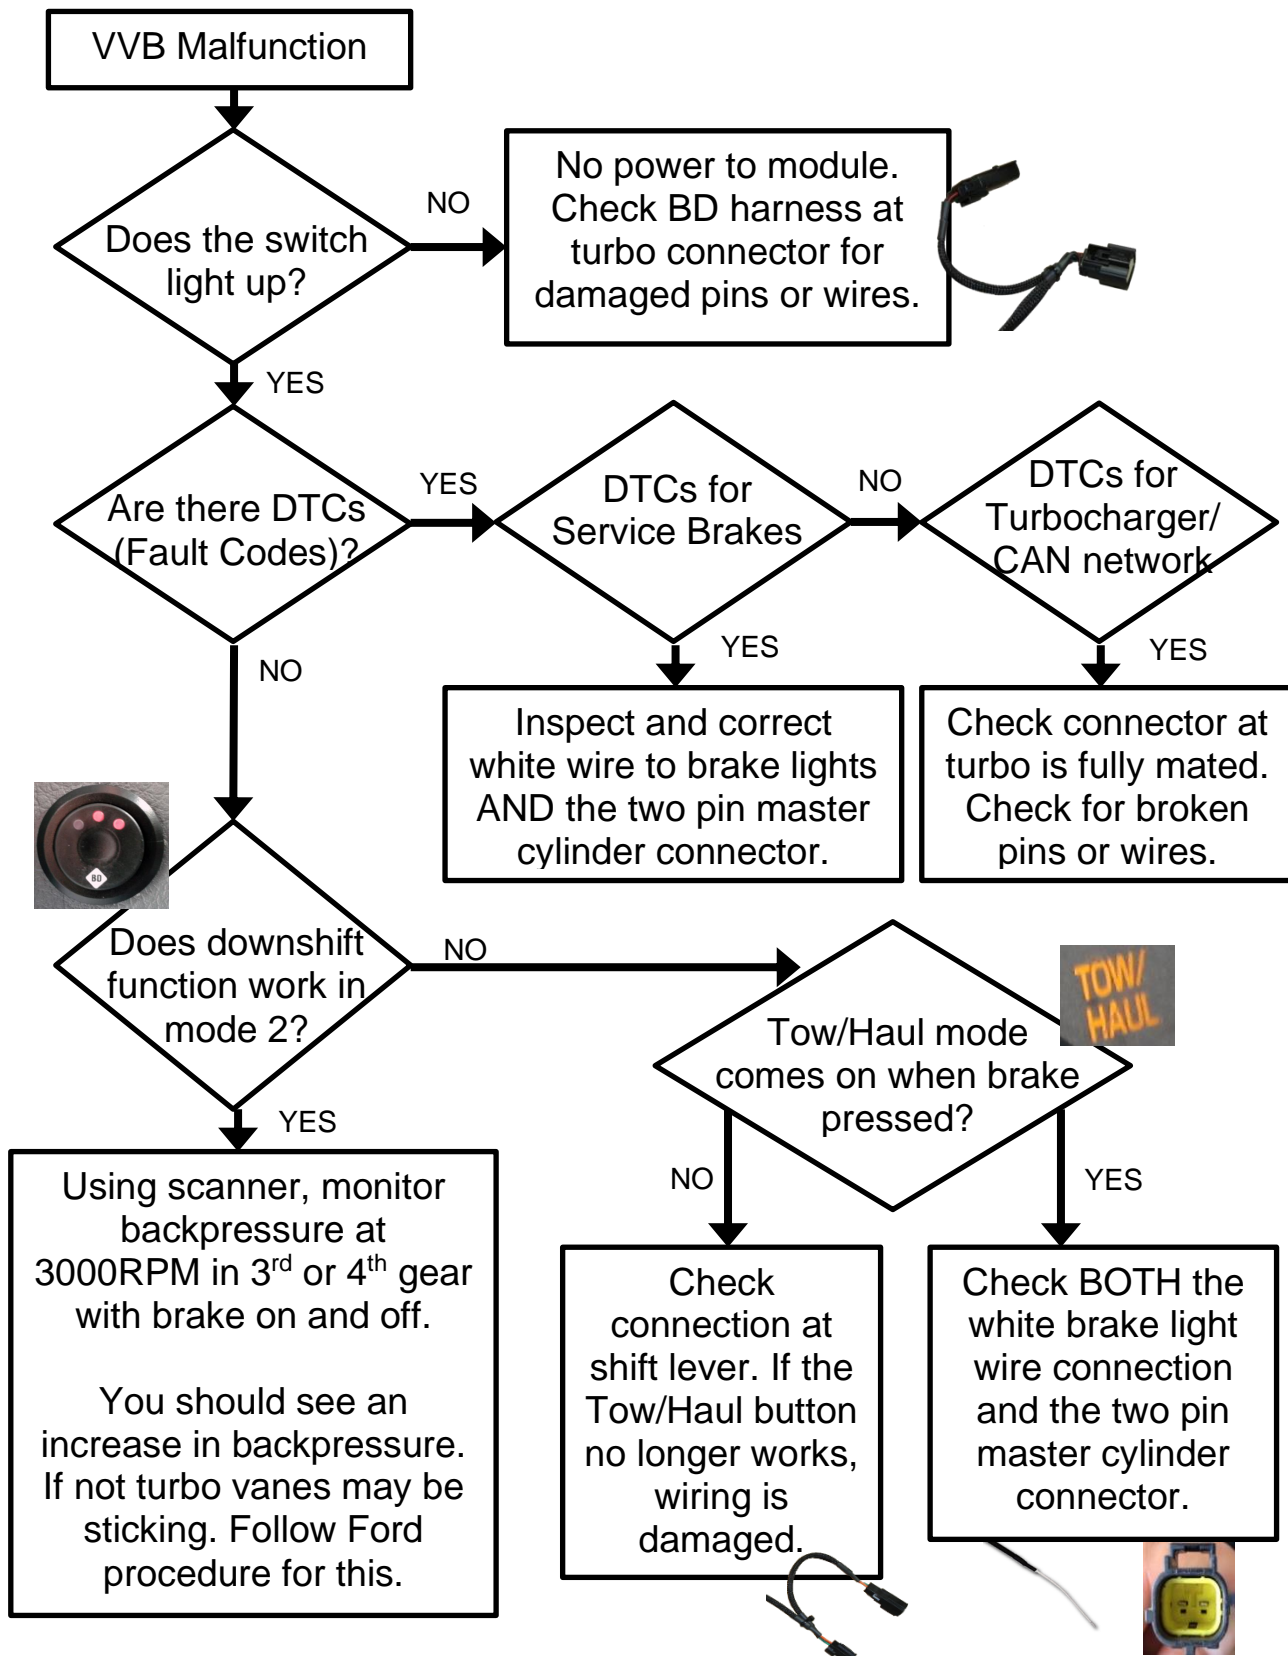 VVB Malfunction
Does the switch
light up?
NO
No power to module.
Check BD harness at
turbo connector for
damaged pins or wires.
YES
Are there DTCs
(Fault Codes)?
YES
DTCs for
Service Brakes
NO
DTCs for
Turbocharger/
CAN network
NO
YES
YES
Inspect and correct
white wire to brake lights
AND the two pin master
cylinder connector.
Check connector at
turbo is fully mated.
Check for broken
pins or wires.
BD
Does downshift
function work in
mode 2?
NO
TOW/
HAUL
Tow/Haul mode
comes on when brake
pressed?
YES
NO
YES
Using scanner, monitor
backpressure at
3000RPM in 3rd or 4th gear
with brake on and off.
You should see an
increase in backpressure.
If not turbo vanes may be
sticking. Follow Ford
procedure for this.
Check
connection at
shift lever. If the
Tow/Haul button
no longer works,
wiring is
damaged.
Check BOTH the
white brake light
wire connection
and the two pin
master cylinder
connector.